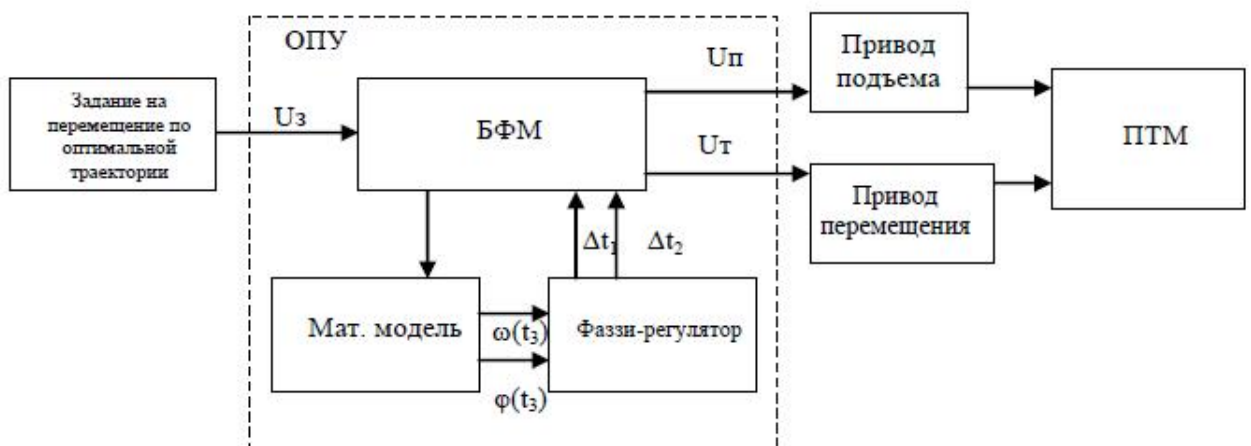 ОПУ
Задание на
перемещение по
оптимальной
траектории
Uз
БФМ
Uп
Uт
Привод
подъема
Привод
перемещения
ПТМ
Δt₁
Δt₂
Мат. модель
ω(t₃)
φ(t₃)
Фаззи-регулятор